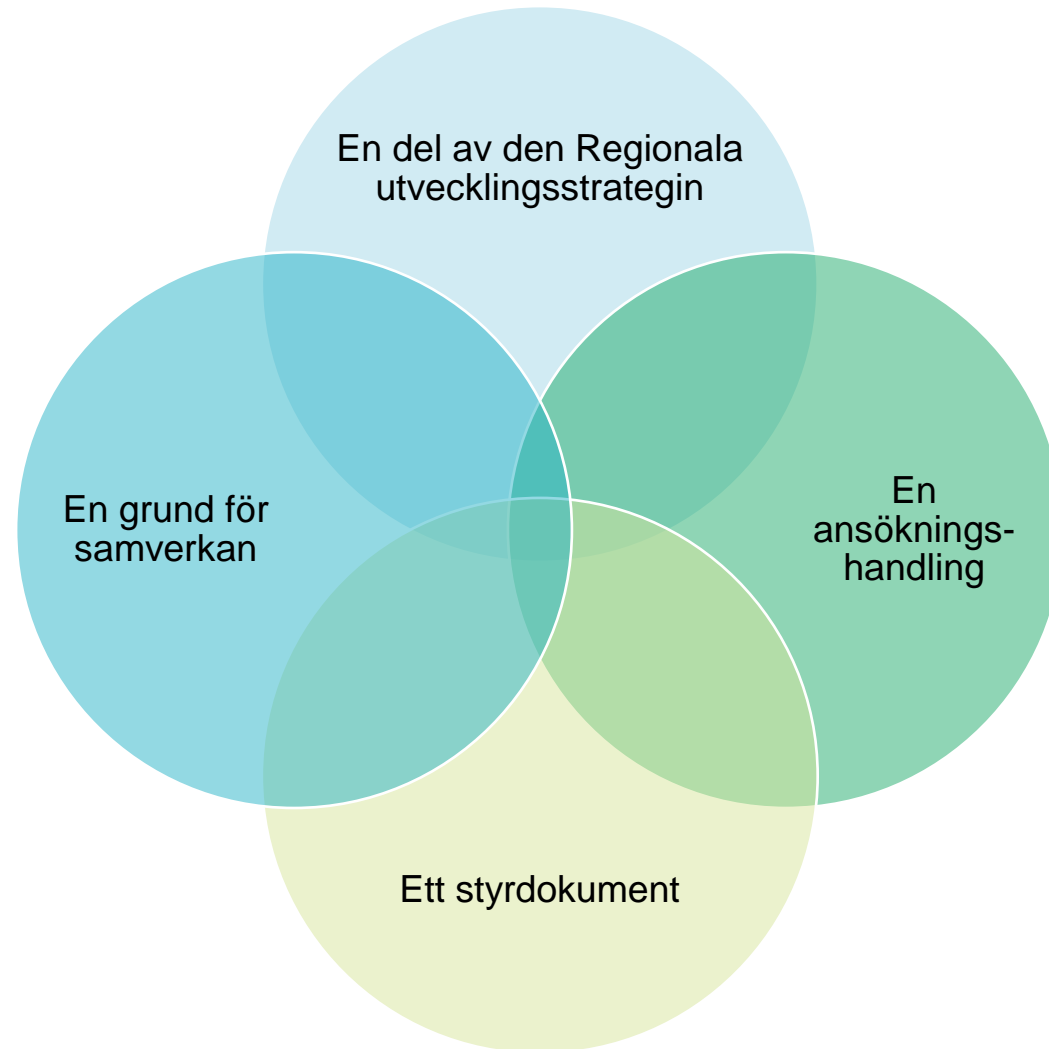 En del av den Regionala
utvecklingsstrategin
En grund för
samverkan
En
ansöknings-
handling
Ett styrdokument